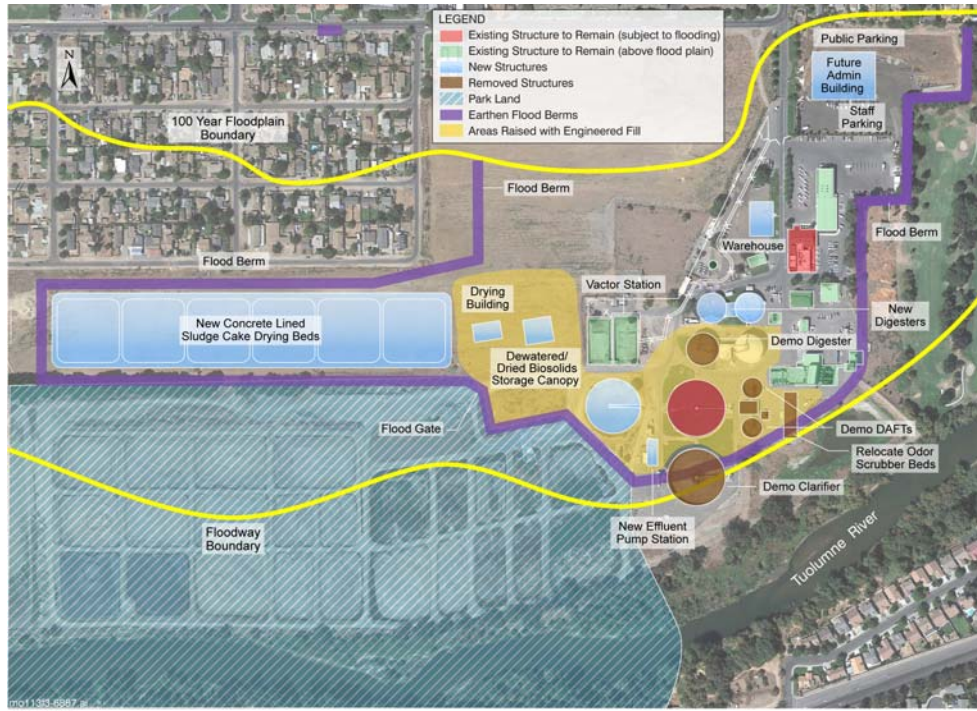 LEGEND
Existing Structure to Remain (subject to flooding)
Existing Structure to Remain (above flood plain)
New Structures
Removed Structures
Park Land
Earthen Flood Berms
Areas Raised with Engineered Fill
N
Public Parking
Future
Admin
Building
Staff
Parking
100 Year Floodplain
Boundary
Flood Berm
Flood Berm
Warehouse
Flood Berm
Vactor Station
Drying
Building
New Concrete Lined
Sludge Cake Drying Beds
New
Digesters
Demo Digester
Dewatered/
Dried Biosolids
Storage Canopy
Flood Gate
Demo DAFTs
Relocate Odor
Scrubber Beds
Demo Clarifier
Floodway
Boundary
New Effluent
Pump Station
Tuolumne River